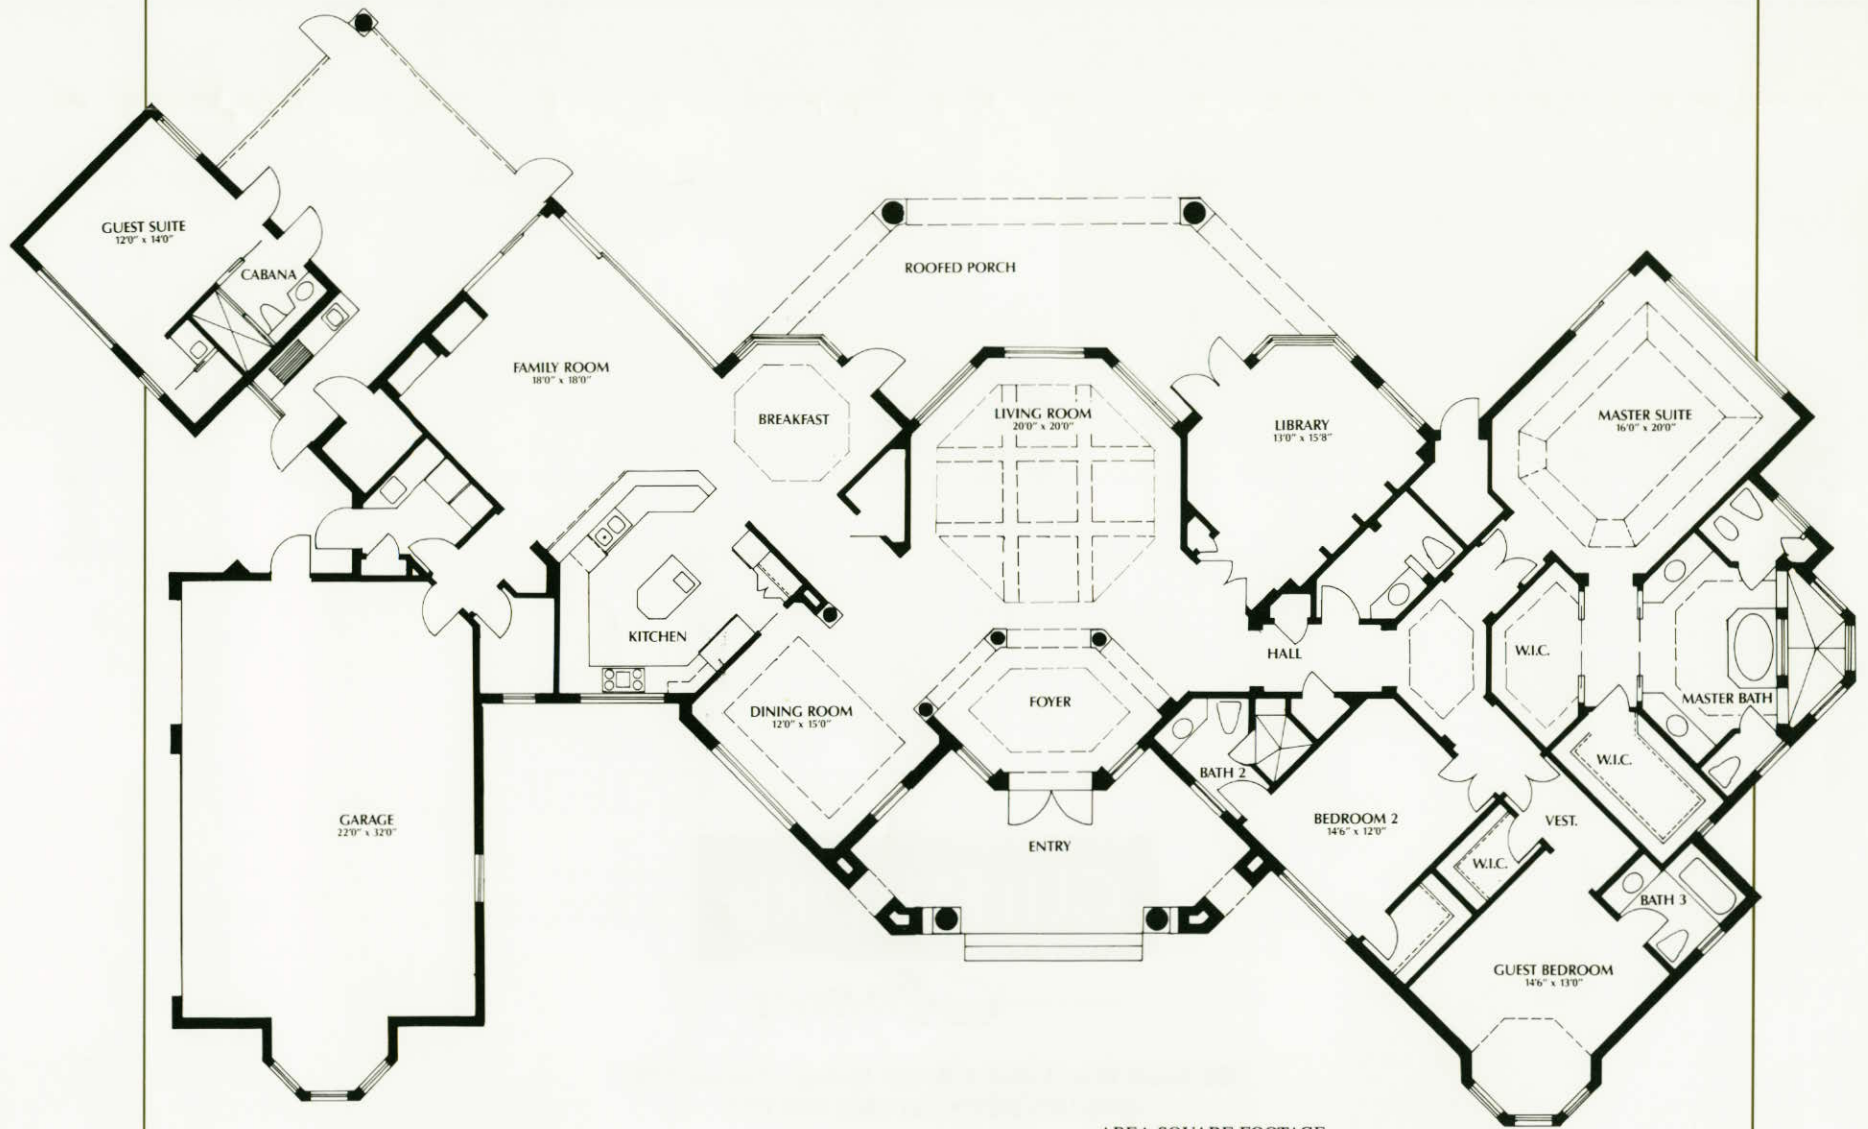 GUEST SUITE
12'0" x 14'0"
CABANA
FAMILY ROOM
18'0" x 18'0"
BREAKFAST
ROOFED PORCH
LIVING ROOM
20'0" x 20'0"
LIBRARY
13'0" x 15'8"
MASTER SUITE
16'0" x 20'0"
KITCHEN
DINING ROOM
12'0" x 15'0"
FOYER
HALL
W.I.C.
MASTER BATH
W.I.C.
GARAGE
22'0" x 32'0"
ENTRY
BATH 2
BEDROOM 2
14'6" x 12'0"
VEST.
W.I.C.
BATH 3
GUEST BEDROOM
14'6" x 13'0"
AREA SQUARE FOOTAGE